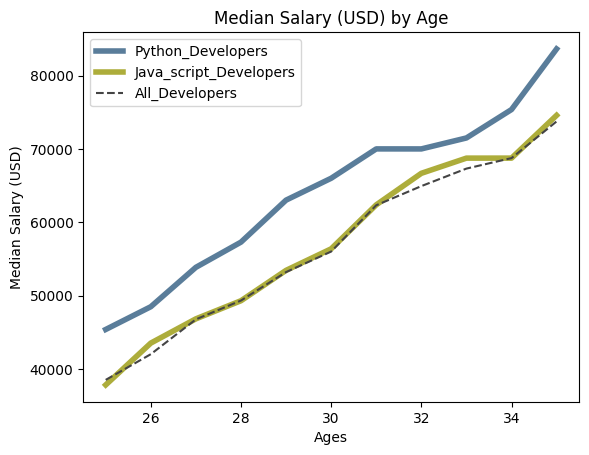 Median Salary (USD) by Age
Python_Developers
Java_script_Developers
All_Developers
80000
70000
60000
50000
40000
Median Salary (USD)
26 28 30 32 34
Ages